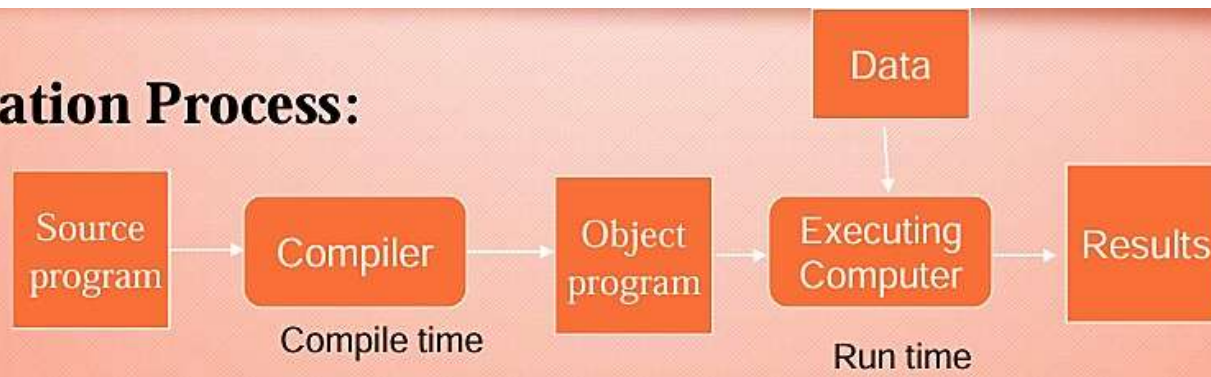 ation Process:
Data
Source
program
Compiler
Object
program
Executing
Computer
Results
Compile time
Run time